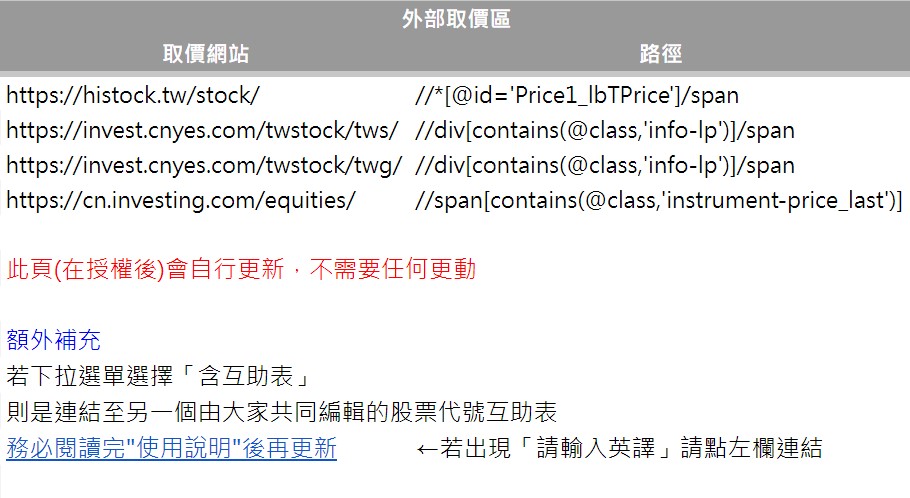 外部取價區
取價網站 路徑
https://histock.tw/stock/ //*[@id='Price1_lbTPrice']/span
https://invest.cnyes.com/twstock/tws/ //div[contains(@class,'info-lp')]/span
https://invest.cnyes.com/twstock/twg/ //div[contains(@class,'info-lp')]/span
https://cn.investing.com/equities/ //span[contains(@class,'instrument-price_last')]
此頁(在授權後)會自行更新，不需要任何更動
額外補充
若下拉選單選擇「含互助表」
則是連結至另一個由大家共同編輯的股票代號互助表
務必閱讀完"使用說明"後再更新 ←若出現「請輸入英譯」請點左欄連結